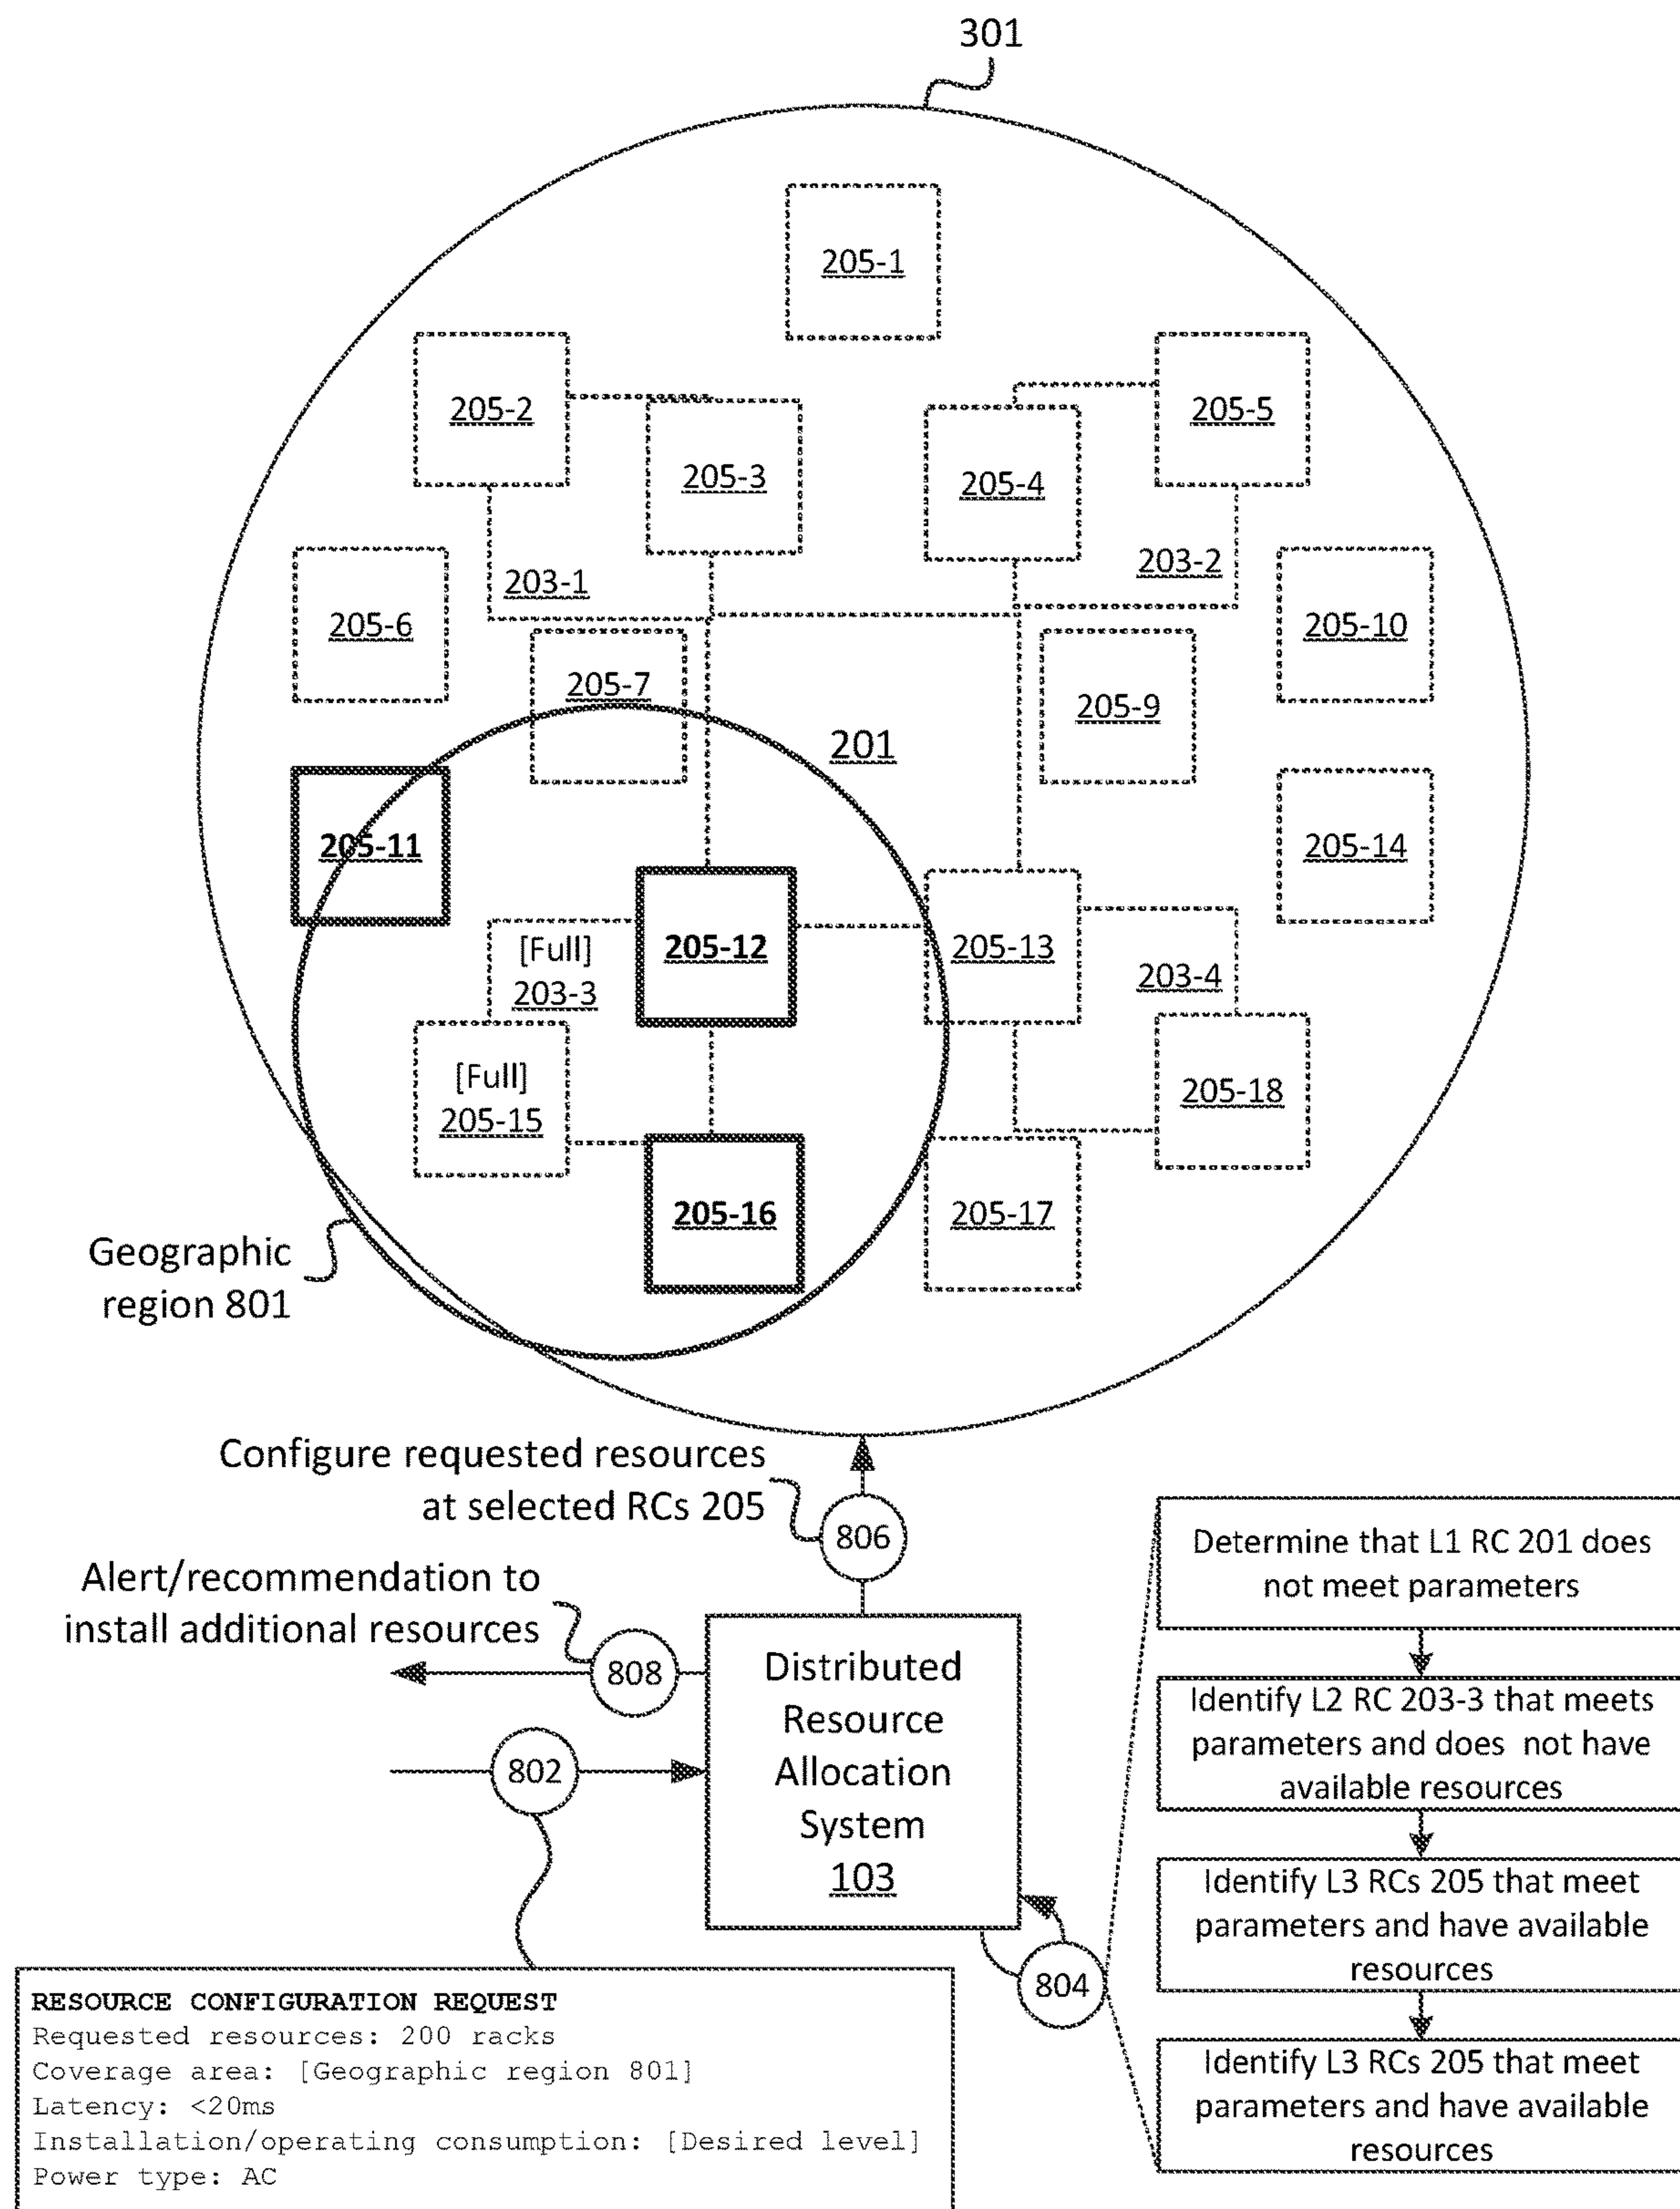 301
205-1
205-2
205-3
205-4
205-5
203-1
203-2
205-6
205-7
205-9
205-10
201
205-11
205-12
205-13
205-14
[Full]
203-3
203-4
[Full]
205-15
205-18
205-16
205-17
Geographic
region 801
Configure requested resources
at selected RCs 205
806
Alert/recommendation to
install additional resources
808
802
Distributed
Resource
Allocation
System
103
804
Determine that L1 RC 201 does
not meet parameters
Identify L2 RC 203-3 that meets
parameters and does not have
available resources
Identify L3 RCs 205 that meet
parameters and have available
resources
Identify L3 RCs 205 that meet
parameters and have available
resources
RESOURCE CONFIGURATION REQUEST
Requested resources: 200 racks
Coverage area: [Geographic region 801]
Latency: <20ms
Installation/operating consumption: [Desired level]
Power type: AC